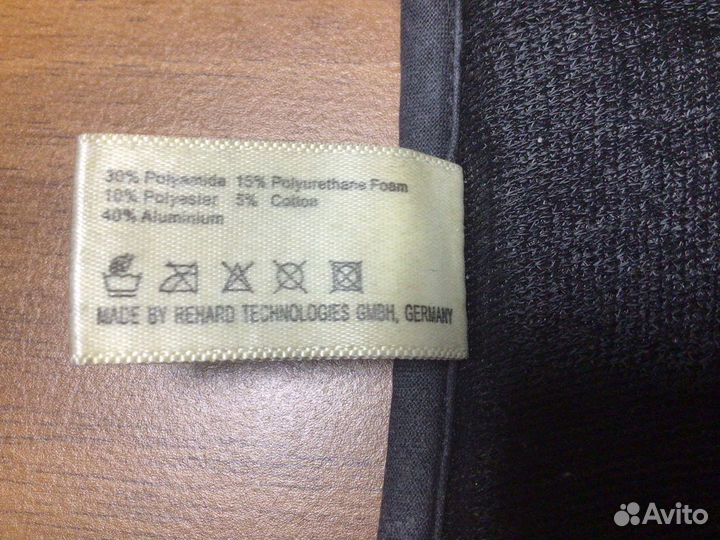 30% Polyamide 15% Polyurethane Foam
10% Polyester 5% Cotton
40% Aluminium
MADE BY REHARD TECHNOLOGIES GMBH, GERMANY
Avito